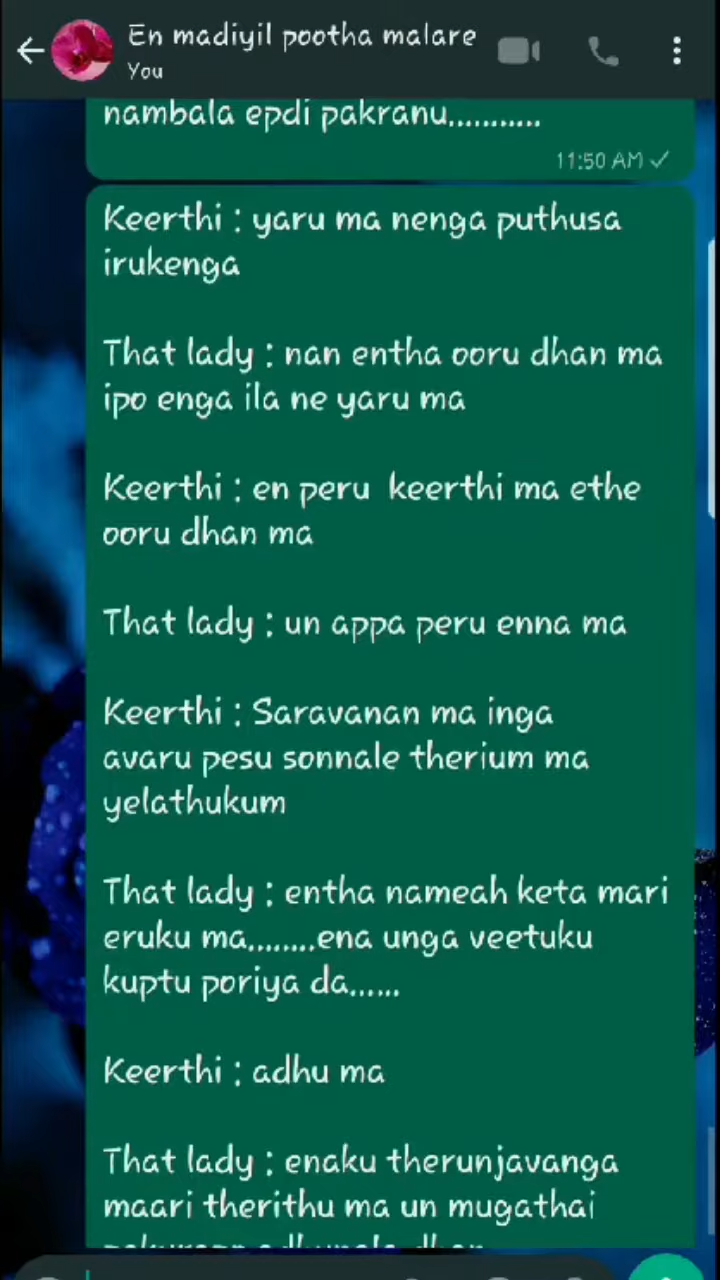 En madiyil pootha malare
You
nambala epdi pakranu...........
11:50 AM
Keerthi : yaru ma nenga puthusa
irukenga
That lady : nan entha ooru dhan ma
ipo enga ila ne yaru ma
Keerthi : en peru keerthi ma ethe
ooru dhan ma
That lady : un appa peru enna ma
Keerthi : Saravanan ma inga
avaru pesu sonnale therium ma
yelathukum
That lady : entha nameah keta mari
eruku ma........ena unga veetuku
kuptu poriya da......
Keerthi : adhu ma
That lady : enaku therunjavanga
maari therithu ma un mugathai